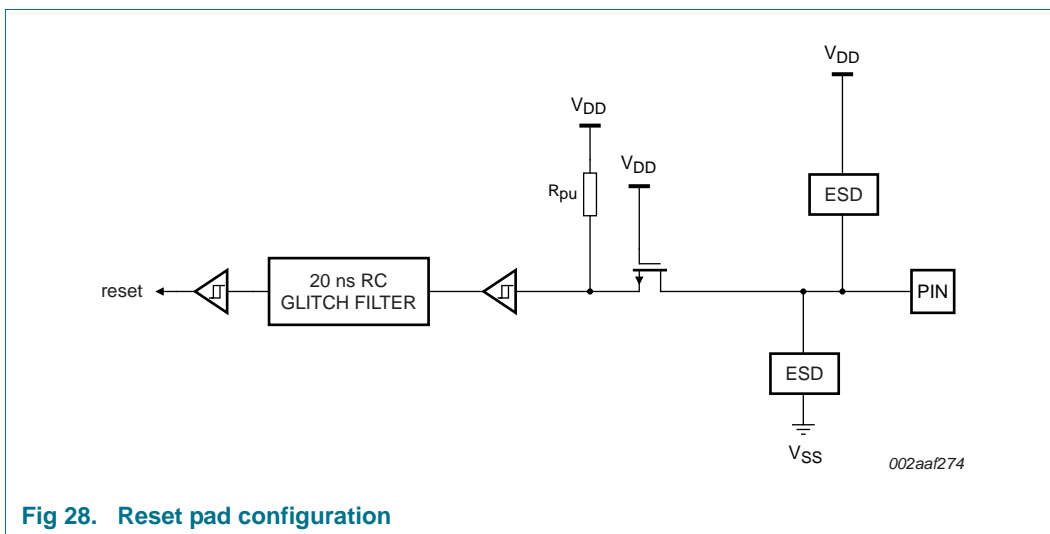 VDD
VDD
VDD
Rpu
ESD
reset
20 ns RC
GLITCH FILTER
PIN
ESD
VSS
002aaf274
Fig 28. Reset pad configuration